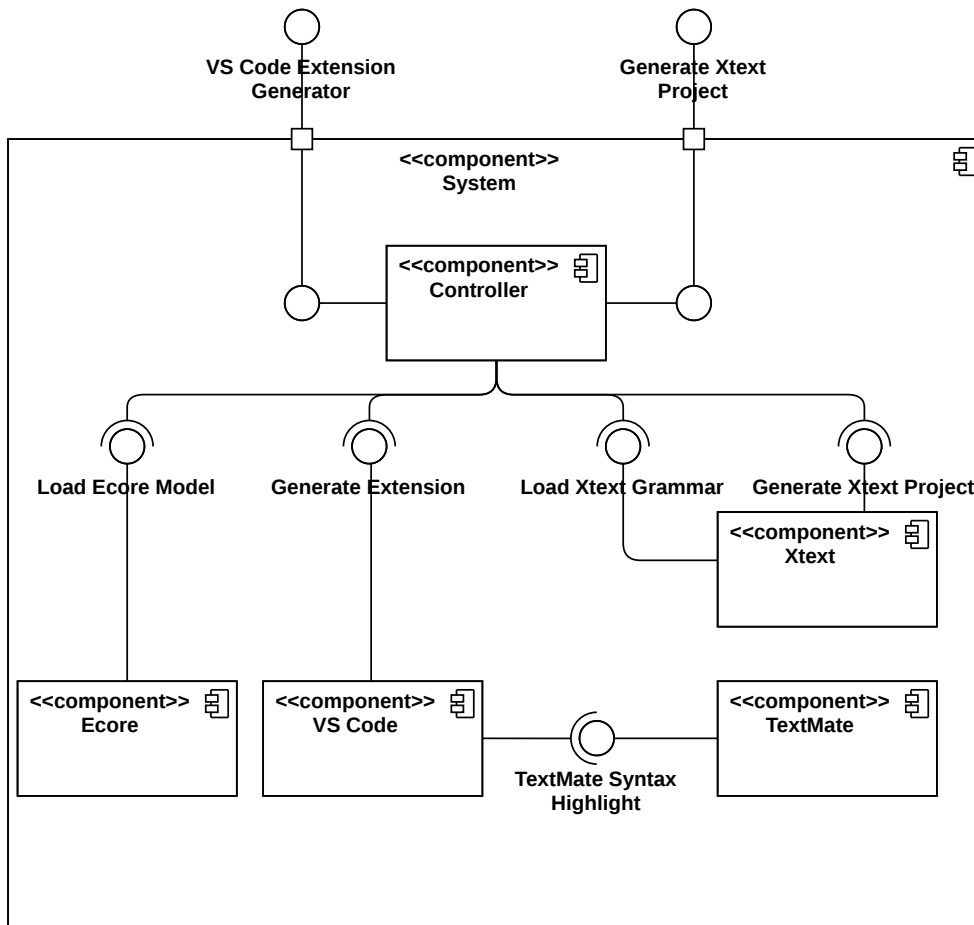 VS Code Extension
Generator
Generate Xtext
Project
<<component>>
System
<<component>>
Controller
Load Ecore Model
Generate Extension
Load Xtext Grammar
Generate Xtext Project
<<component>>
Xtext
<<component>>
Ecore
<<component>>
VS Code
<<component>>
TextMate
TextMate Syntax
Highlight